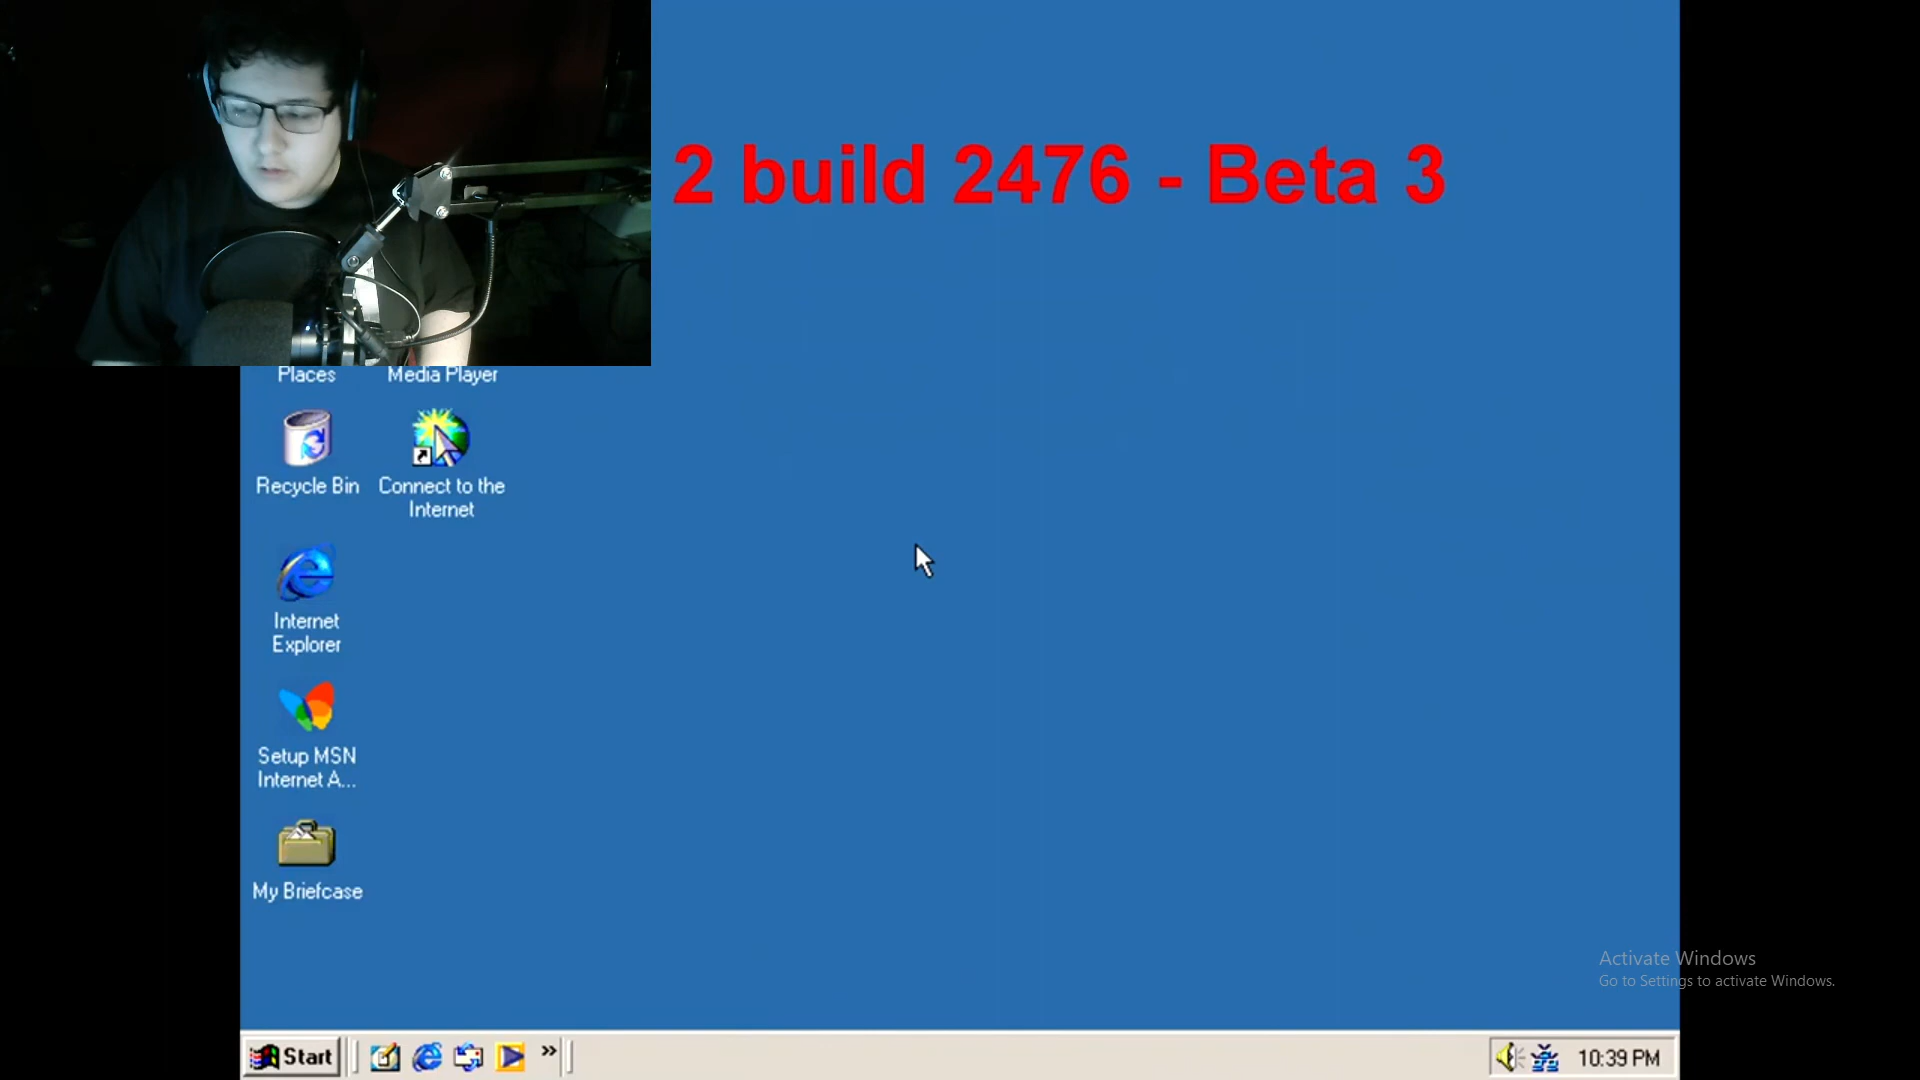 2 build 2476 - Beta 3
Places
Media Player
Recycle Bin
Connect to the
Internet
Internet
Explorer
Setup MSN
Internet A...
My Briefcase
Activate Windows
Go to Settings to activate Windows.
Start
»
10:39 PM